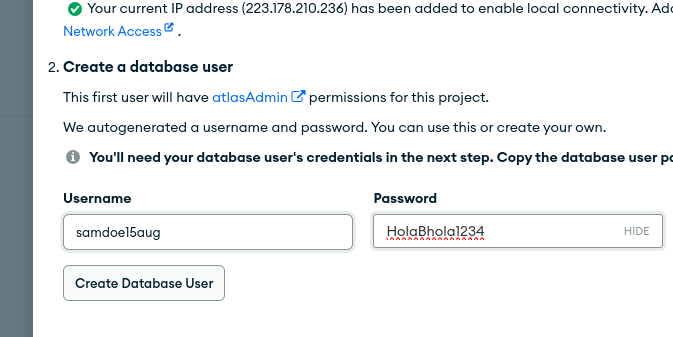 Your current IP address (223.178.210.236) has been added to enable local connectivity.
Network Access .
2. Create a database user
This first user will have atlasAdmin permissions for this project.
We autogenerated a username and password. You can use this or create your own.
You'll need your database user's credentials in the next step. Copy the database user
Username
Password
samdoe15aug
HolaBhola1234 HIDE
Create Database User